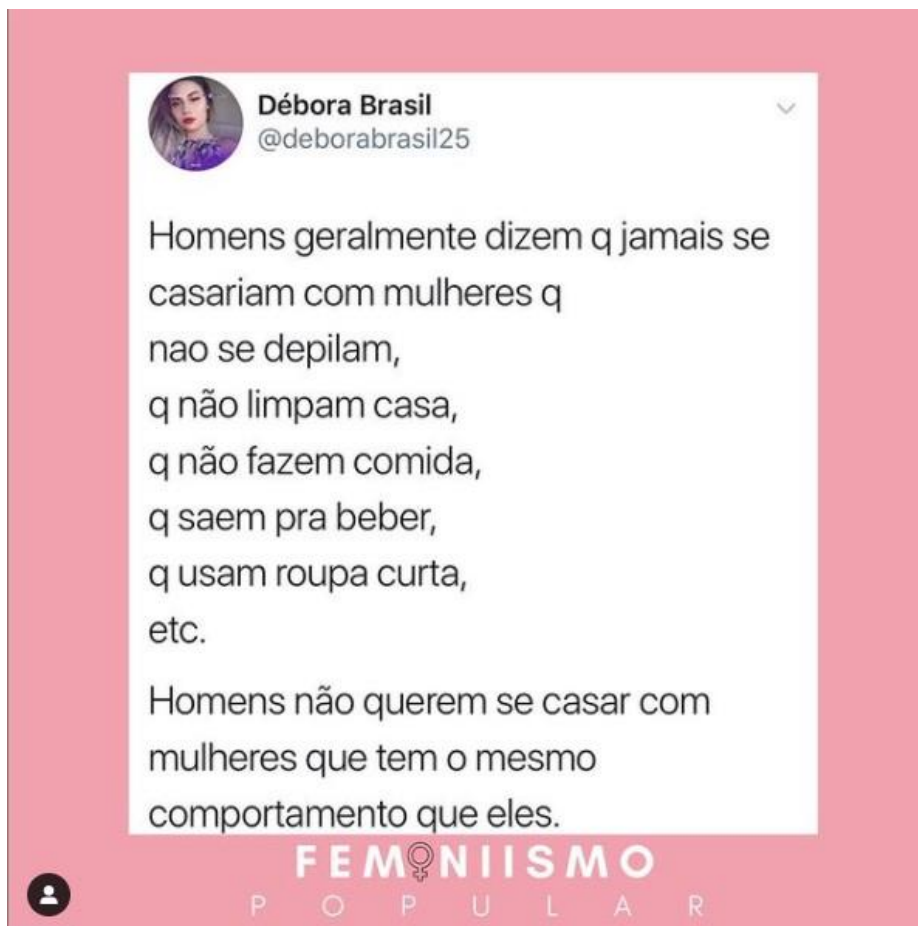 Débora Brasil
@deborabrasil25
Homens geralmente dizem q jamais se
casariam com mulheres q
nao se depilam,
q não limpam casa,
q não fazem comida,
q saem pra beber,
q usam roupa curta,
etc.
Homens não querem se casar com
mulheres que tem o mesmo
comportamento que eles.
FEMONIISMO
POPULAR